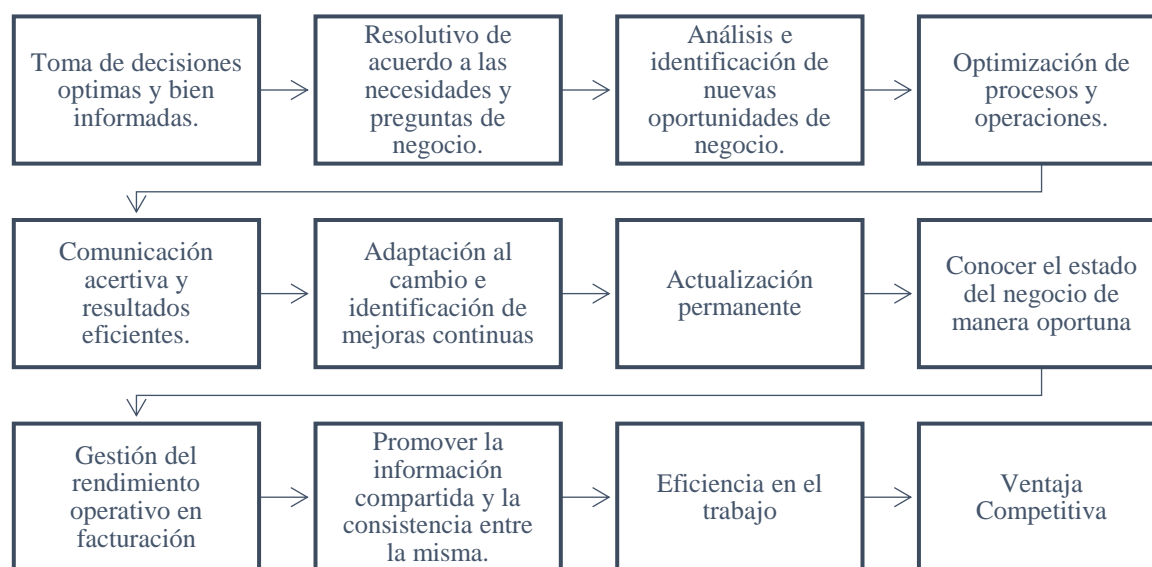 Toma de decisiones
optimas y bien
informadas.
Resolutivo de
acuerdo a las
necesidades y
preguntas de
negocio.
Análisis e
identificación de
nuevas
oportunidades de
negocio.
Optimización de
procesos y
operaciones.
Comunicación
acertiva y
resultados
eficientes.
Adaptación al
cambio e
identificación de
mejoras continuas
Actualización
permanente
Conocer el estado
del negocio de
manera oportuna
Gestión del
rendimiento
operativo en
facturación
Promover la
información
compartida y la
consistencia entre
la misma.
Eficiencia en el
trabajo
Ventaja
Competitiva